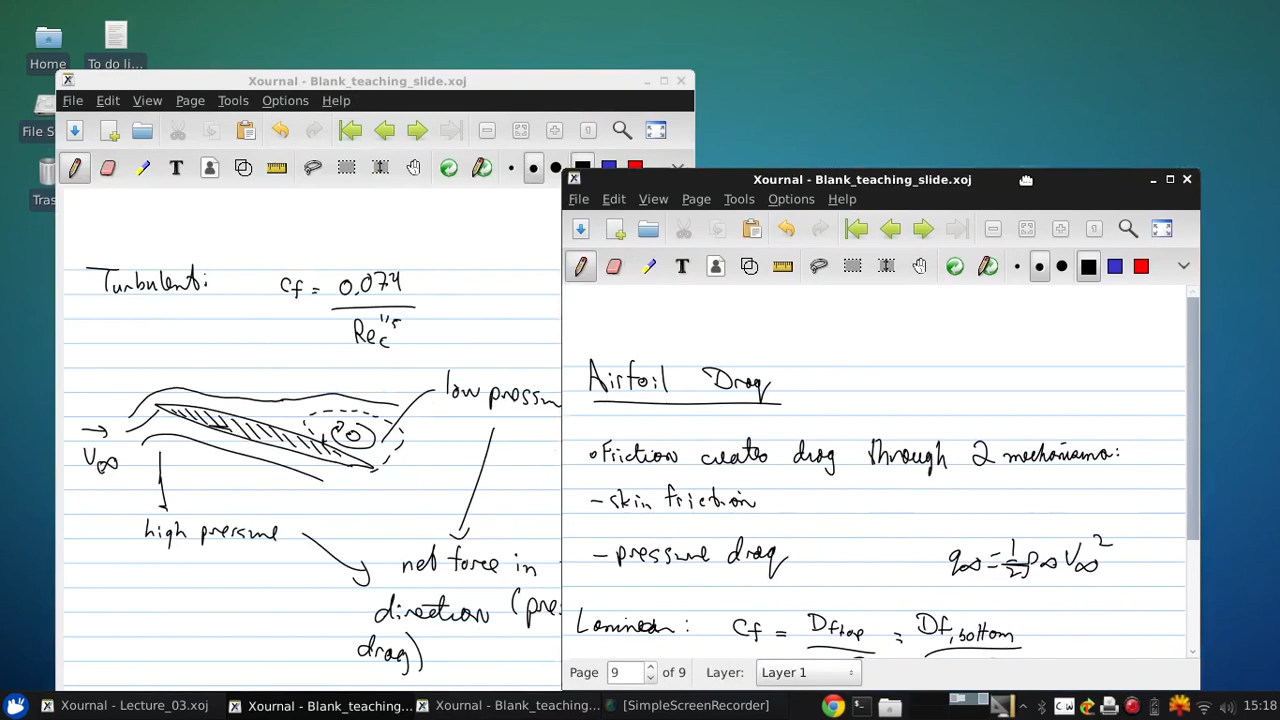 Home
To do li...
File S
Tras
Xournal - Blank_teaching_slide.xoj
File Edit View Page Tools Options Help
Turbulent: Cf = 0.074
Rec 1/5
low pressur
V∞
high pressure
net force in
direction (pre
drag)
Xournal - Blank_teaching_slide.xoj
File Edit View Page Tools Options Help
Airfoil Drag
•Friction creates drag through 2 mechanisms:
- skin friction
- pressure drag q∞ = 1/2 ρ∞ V∞²
Laminar: Cf = Df,top = Df,bottom
Page 9 of 9 Layer: Layer 1
Xournal - Lecture_03.xoj
Xournal - Blank_teaching...
Xournal - Blank_teaching...
[SimpleScreenRecorder]
15:18